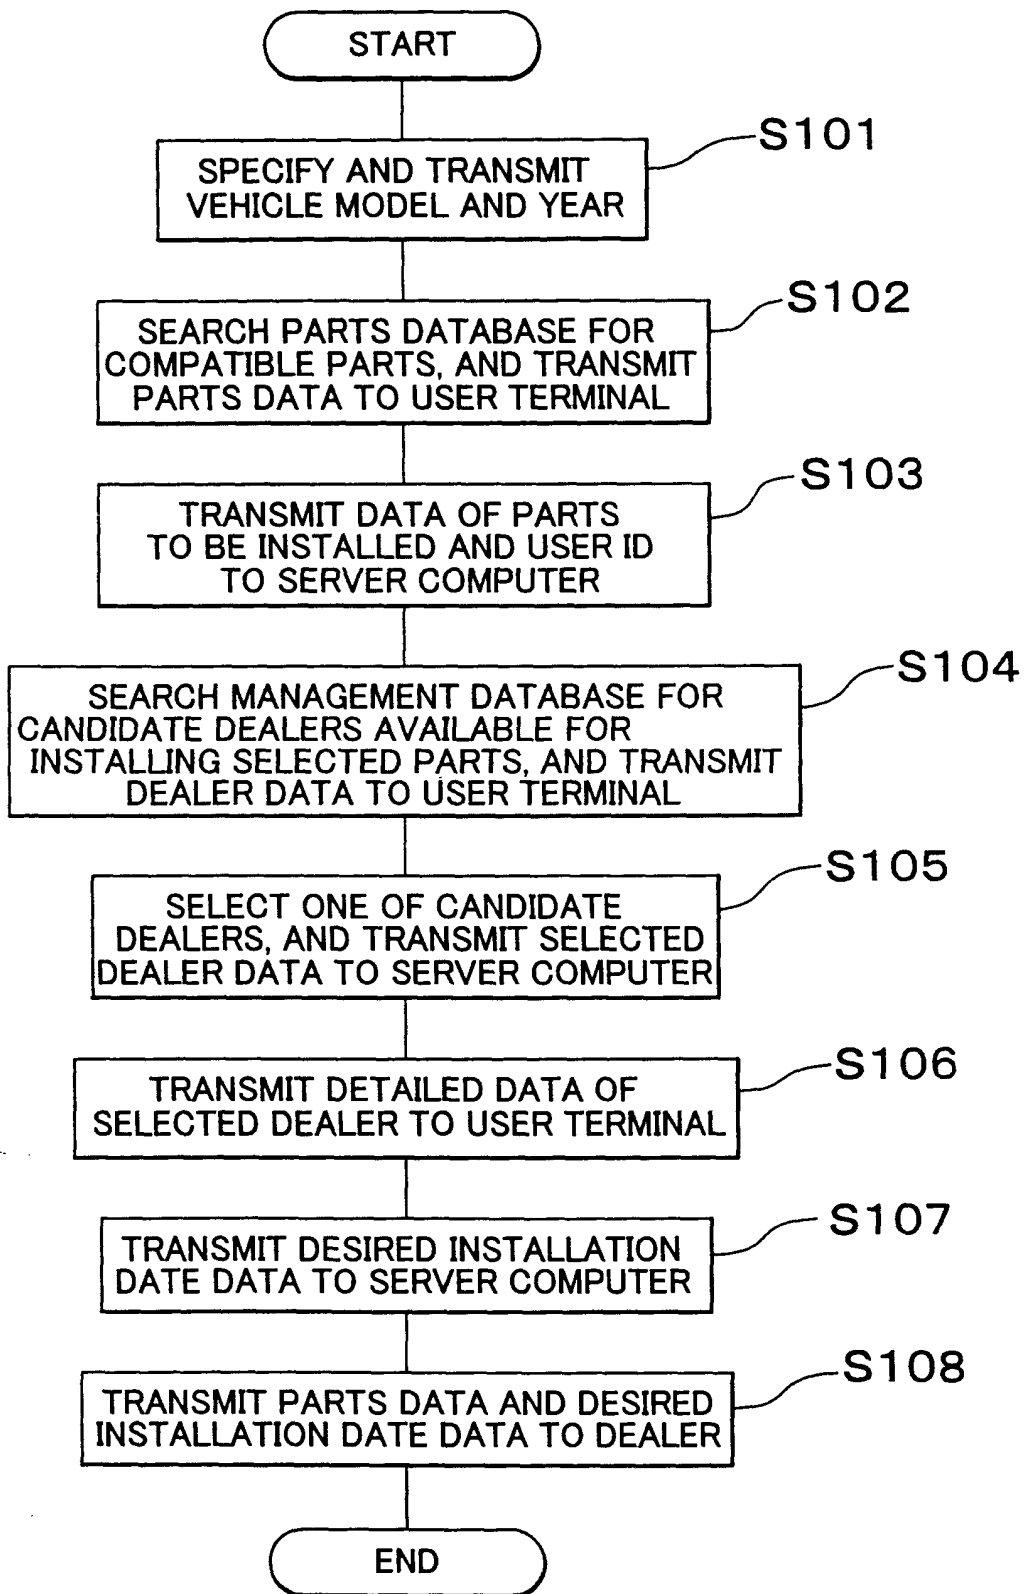 START
S101
SPECIFY AND TRANSMIT
VEHICLE MODEL AND YEAR
S102
SEARCH PARTS DATABASE FOR
COMPATIBLE PARTS, AND TRANSMIT
PARTS DATA TO USER TERMINAL
S103
TRANSMIT DATA OF PARTS
TO BE INSTALLED AND USER ID
TO SERVER COMPUTER
S104
SEARCH MANAGEMENT DATABASE FOR
CANDIDATE DEALERS AVAILABLE FOR
INSTALLING SELECTED PARTS, AND TRANSMIT
DEALER DATA TO USER TERMINAL
S105
SELECT ONE OF CANDIDATE
DEALERS, AND TRANSMIT SELECTED
DEALER DATA TO SERVER COMPUTER
S106
TRANSMIT DETAILED DATA OF
SELECTED DEALER TO USER TERMINAL
S107
TRANSMIT DESIRED INSTALLATION
DATE DATA TO SERVER COMPUTER
S108
TRANSMIT PARTS DATA AND DESIRED
INSTALLATION DATE DATA TO DEALER
END